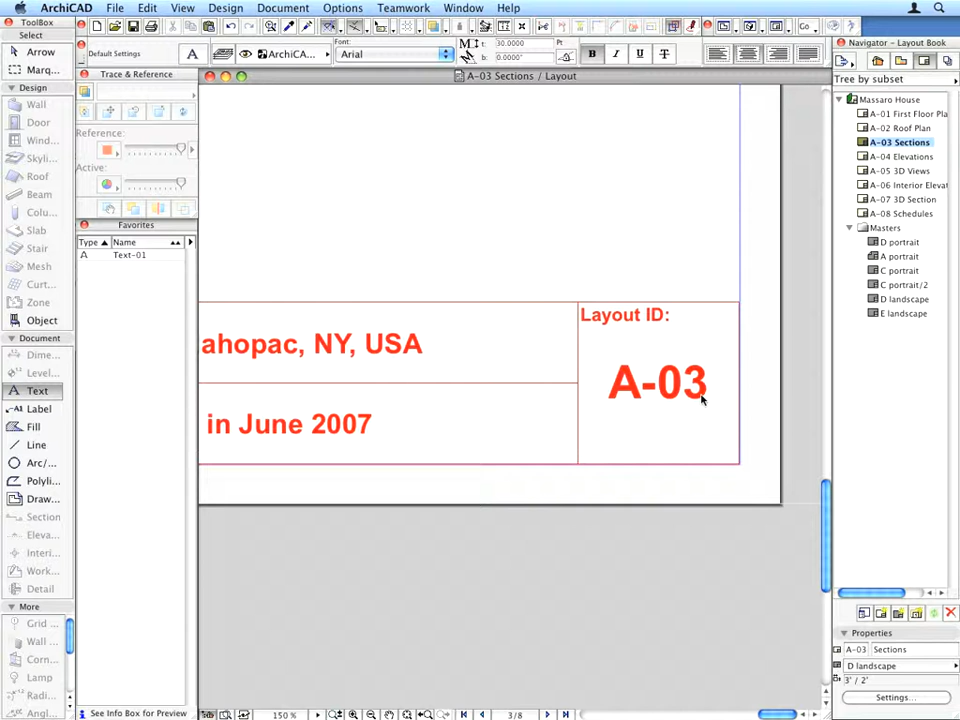 ArchiCAD File Edit View Design Document Options Teamwork Window Help
ToolBox
Select
Arrow
Marq...
Design
Wall
Door
Wind...
Skyli...
Roof
Beam
Colu...
Slab
Stair
Mesh
Curt...
Zone
Object
Document
Dime...
Level...
Text
Label
Fill
Line
Arc/...
Polyli...
Draw...
Section
Eleva...
Interi...
Work...
Detail
More
Grid ...
Wall ...
Corn...
Lamp
Radi...
Angl...
Default Settings
ArchiCA...
Font:
Arial
t: 30.0000 Pt
b: 0.0000°
B I U T
Go
Trace & Reference
Reference:
Active:
Favorites
Type Name
Text-01
See Info Box for Preview
A-03 Sections / Layout
ahopac, NY, USA
in June 2007
Layout ID:
A-03
150 %
3/8
Navigator - Layout Book
Tree by subset
Massaro House
A-01 First Floor Pla
A-02 Roof Plan
A-03 Sections
A-04 Elevations
A-05 3D Views
A-06 Interior Elevat
A-07 3D Section
A-08 Schedules
Masters
D portrait
A portrait
C portrait
C portrait/2
D landscape
E landscape
Properties
A-03 Sections
D landscape
3' / 2'
Settings...